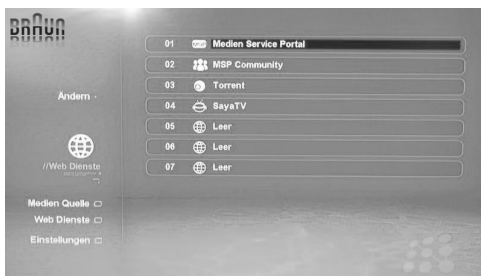 BRAUN
01 Medien Service Portal
02 MSP Community
03 Torrent
04 SayaTV
05 Leer
06 Leer
07 Leer
Ändern
//Web Dienste
Medien Quelle
Web Dienste
Einstellungen